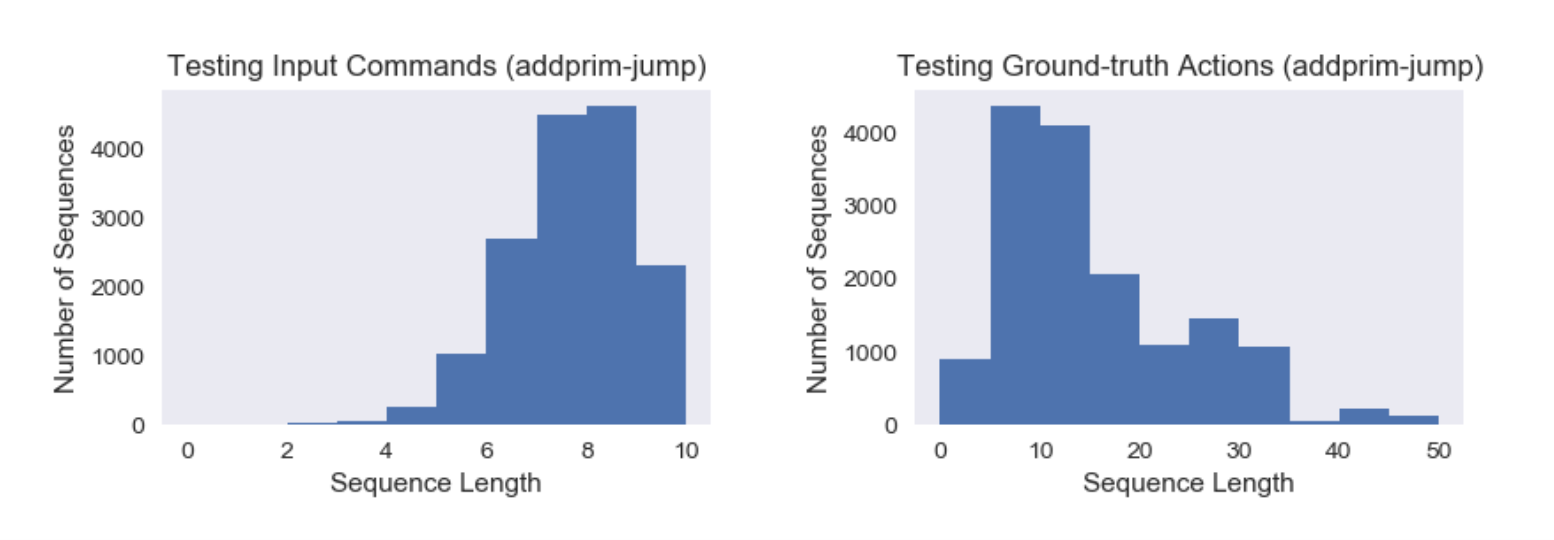 Testing Input Commands (addprim-jump)
Number of Sequences
4000
3000
2000
1000
0
0 2 4 6 8 10
Sequence Length
Testing Ground-truth Actions (addprim-jump)
Number of Sequences
4000
3000
2000
1000
0
0 10 20 30 40 50
Sequence Length